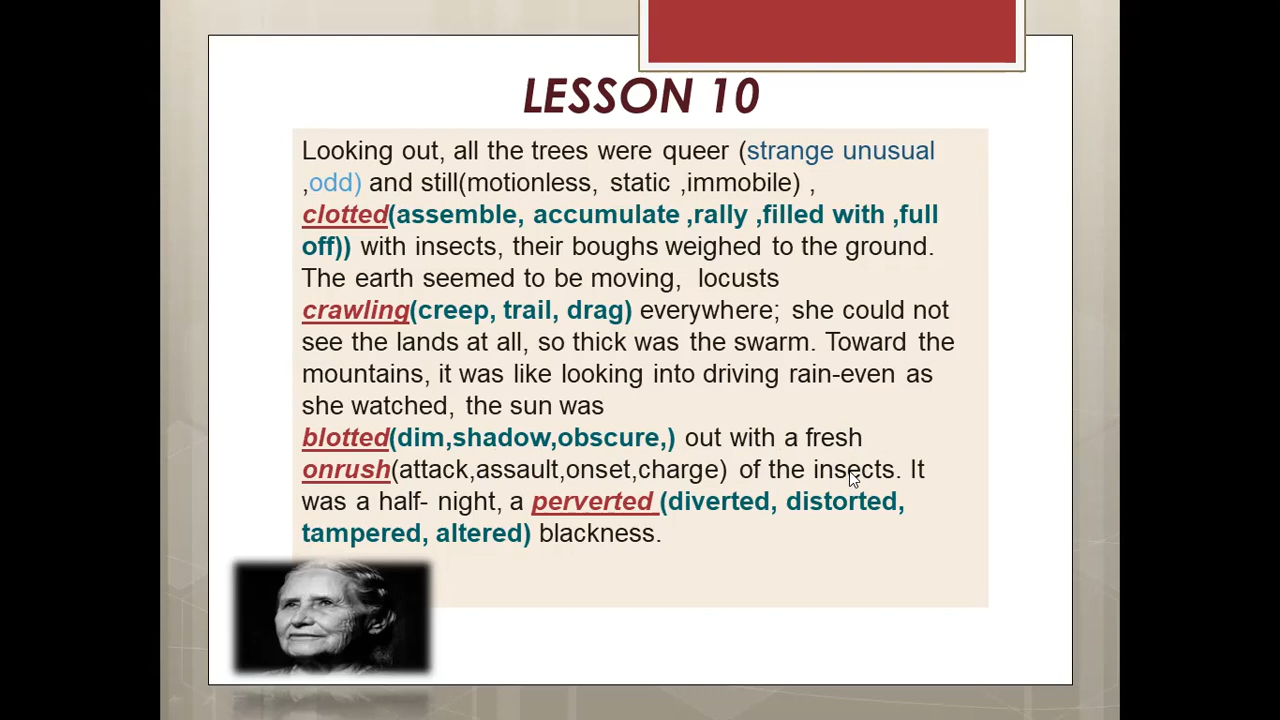 LESSON 10
Looking out, all the trees were queer (strange unusual
,odd) and still(motionless, static ,immobile) ,
clotted(assemble, accumulate ,rally ,filled with ,full
off)) with insects, their boughs weighed to the ground.
The earth seemed to be moving, locusts
crawling(creep, trail, drag) everywhere; she could not
see the lands at all, so thick was the swarm. Toward the
mountains, it was like looking into driving rain-even as
she watched, the sun was
blotted(dim,shadow,obscure,) out with a fresh
onrush(attack,assault,onset,charge) of the insects. It
was a half- night, a perverted (diverted, distorted,
tampered, altered) blackness.